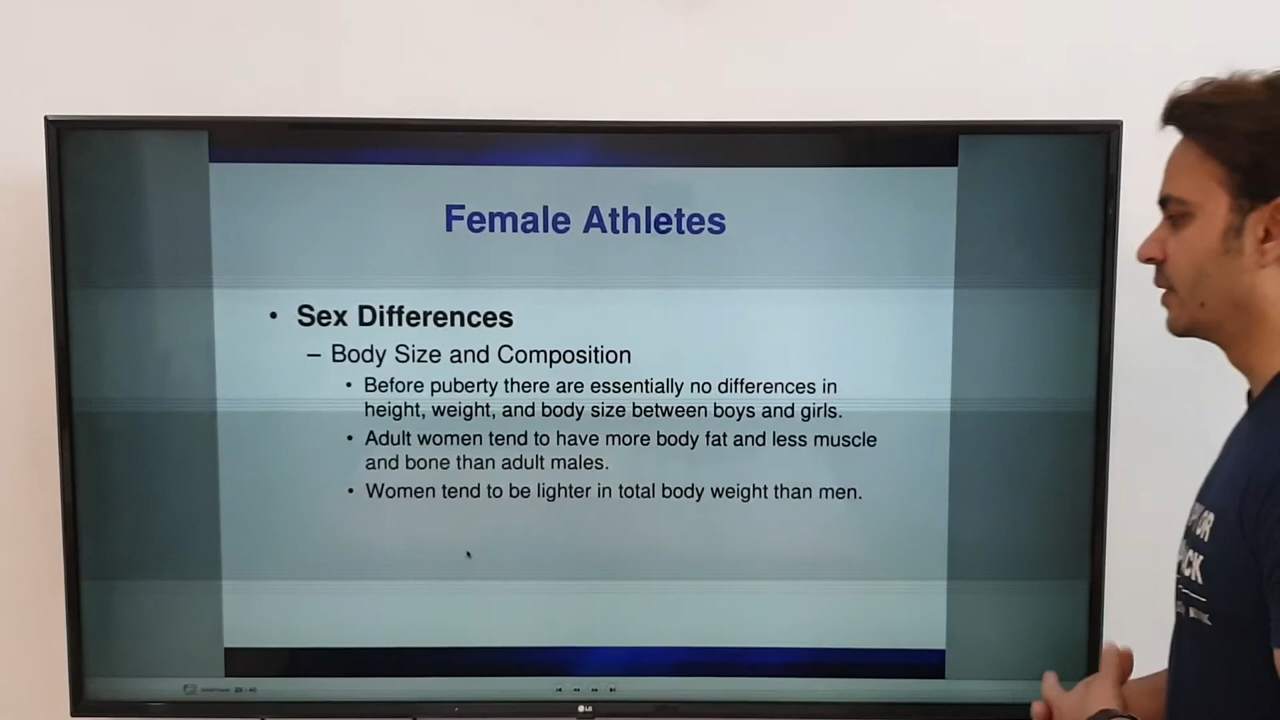 Female Athletes
• Sex Differences
– Body Size and Composition
• Before puberty there are essentially no differences in
height, weight, and body size between boys and girls.
• Adult women tend to have more body fat and less muscle
and bone than adult males.
• Women tend to be lighter in total body weight than men.
LG